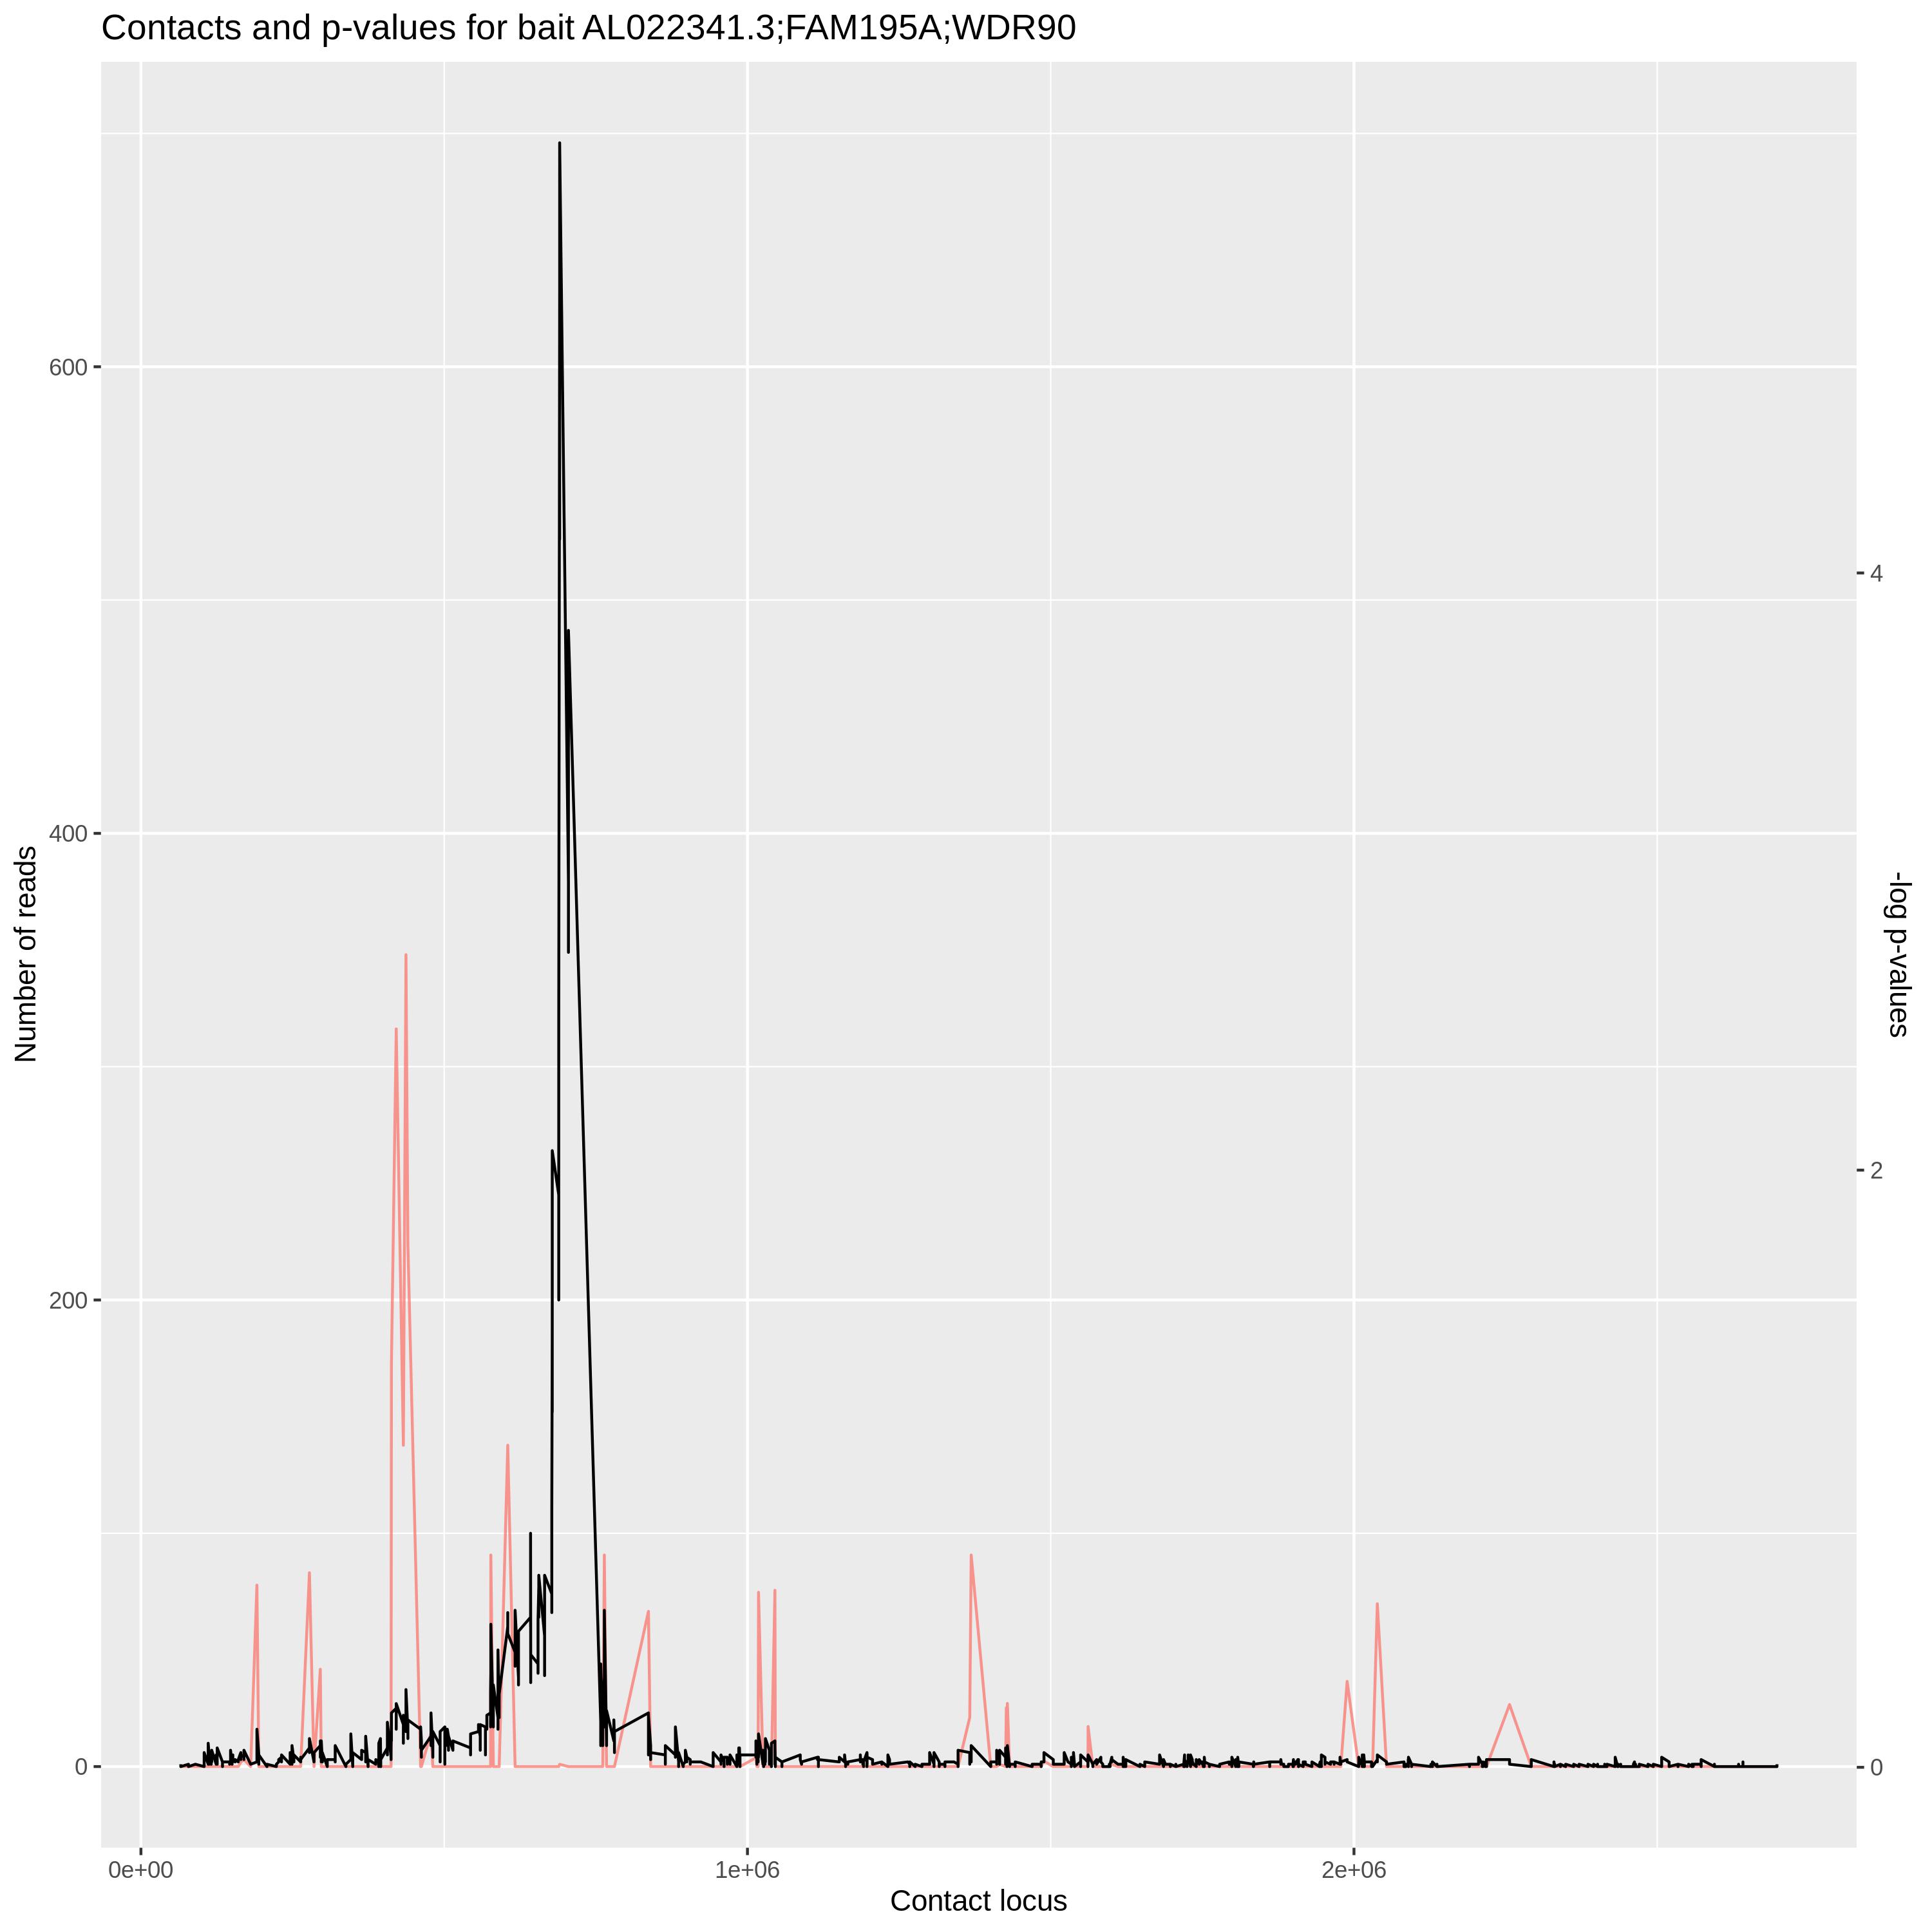 Contacts and p-values for bait AL022341.3;FAM195A;WDR90
600
400
200
0
Number of reads
4
2
0
-log p-values
0e+00
1e+06
2e+06
Contact locus